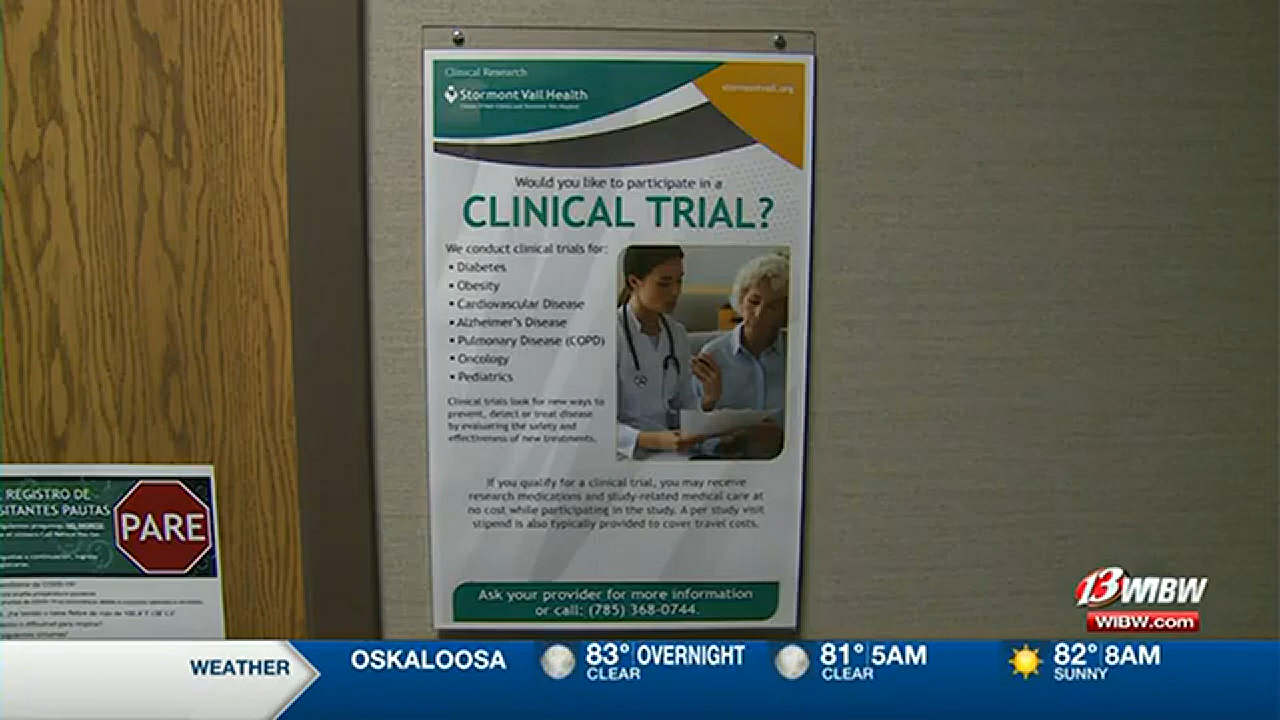 Clinical Research
Stormont Vail Health
stormontvail.org
Would you like to participate in a
CLINICAL TRIAL?
We conduct clinical trials for:
• Diabetes
• Obesity
• Cardiovascular Disease
• Alzheimer's Disease
• Pulmonary Disease (COPD)
• Oncology
• Pediatrics
Clinical trials look for new ways to
prevent, detect or treat disease
by evaluating the safety and
effectiveness of new treatments.
If you qualify for a clinical trial, you may receive
research medications and study-related medical care at
no cost while participating in the study. A per study visit
stipend is also typically provided to cover travel costs.
Ask your provider for more information
or call: (785) 368-0744.
REGISTRO DE
SITANTES PAUTAS
PARE
13 WIBW
WIBW.com
WEATHER
OSKALOOSA
83° OVERNIGHT
CLEAR
81° 5AM
CLEAR
82° 8AM
SUNNY